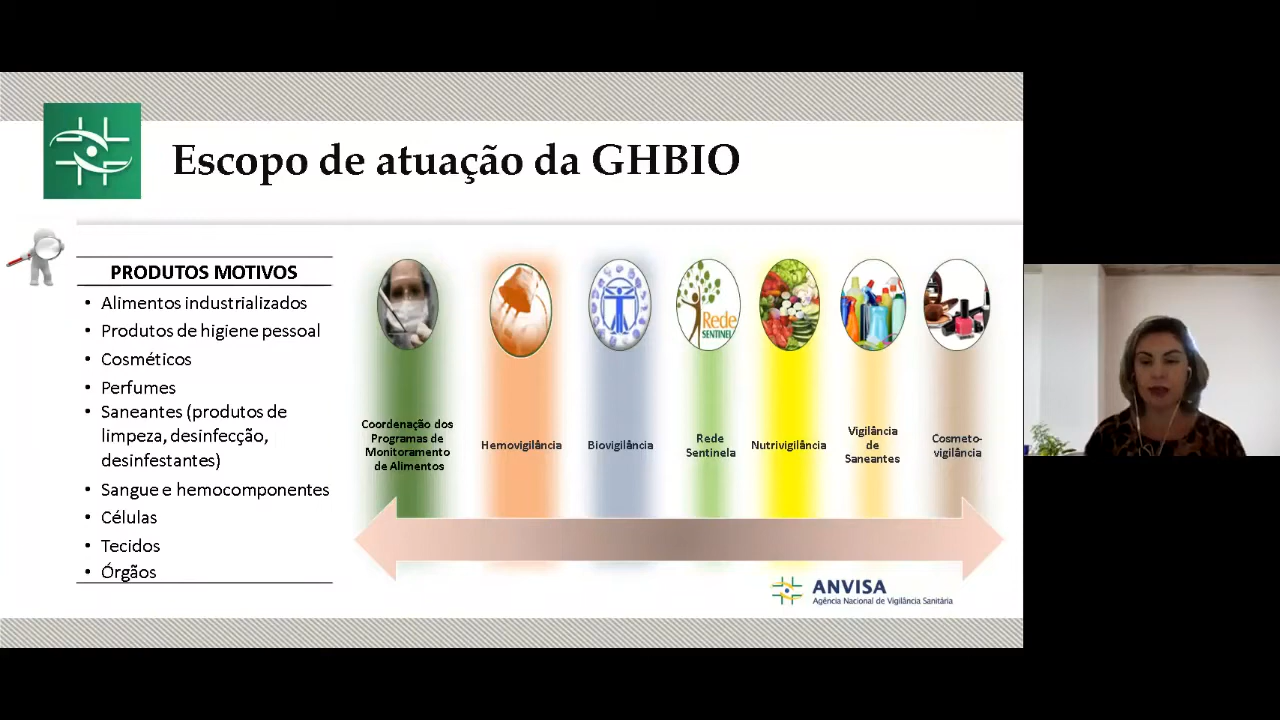 Escopo de atuação da GHBIO
PRODUTOS MOTIVOS
• Alimentos industrializados
• Produtos de higiene pessoal
• Cosméticos
• Perfumes
• Saneantes (produtos de
limpeza, desinfecção,
desinfestantes)
• Sangue e hemocomponentes
• Células
• Tecidos
• Órgãos
Rede
SENTINEL
Coordenação dos
Programas de
Monitoramento
de Alimentos
Hemovigilância
Biovigilância
Rede
Sentinela
Nutrivigilância
Vigilância
de
Saneantes
Cosmeto-
vigilância
ANVISA
Agência Nacional de Vigilância Sanitária